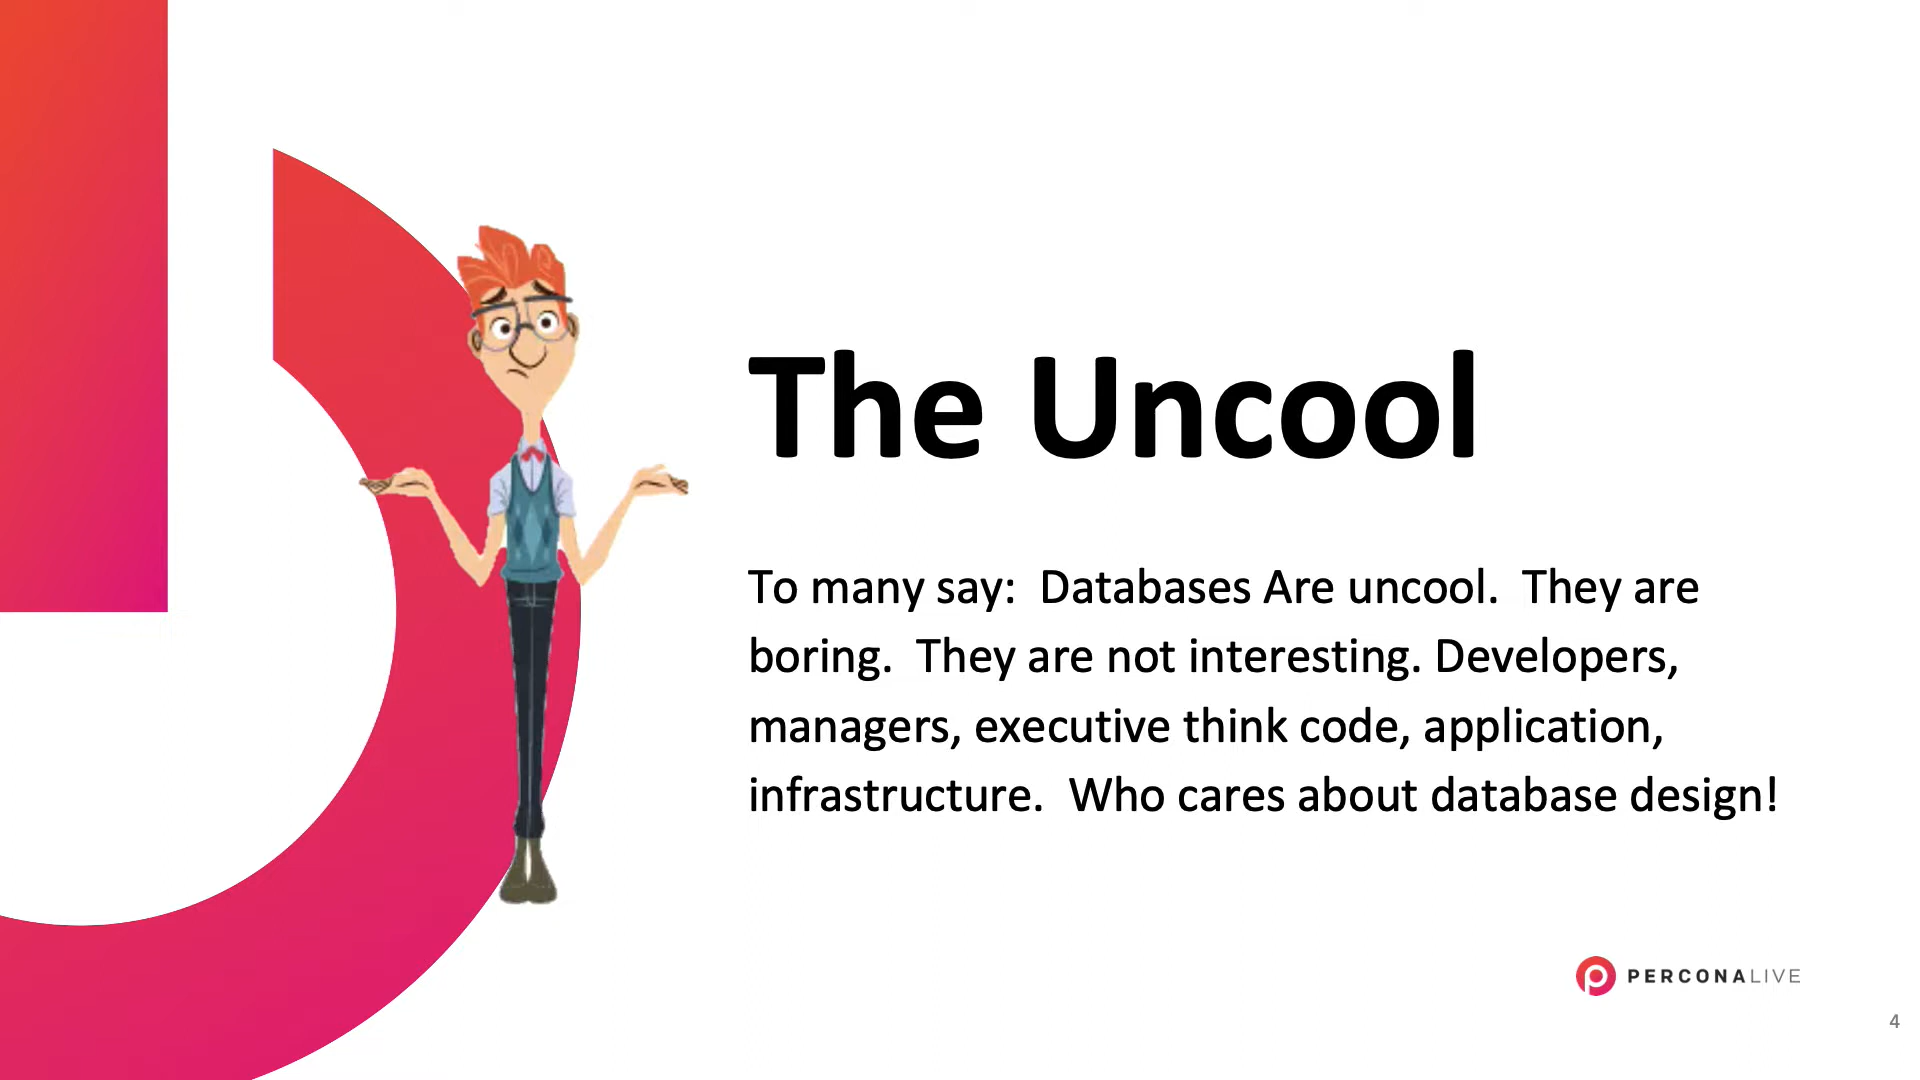 The Uncool
To many say:  Databases Are uncool.  They are
boring.  They are not interesting. Developers,
managers, executive think code, application,
infrastructure.  Who cares about database design!
PERCONALIVE
4